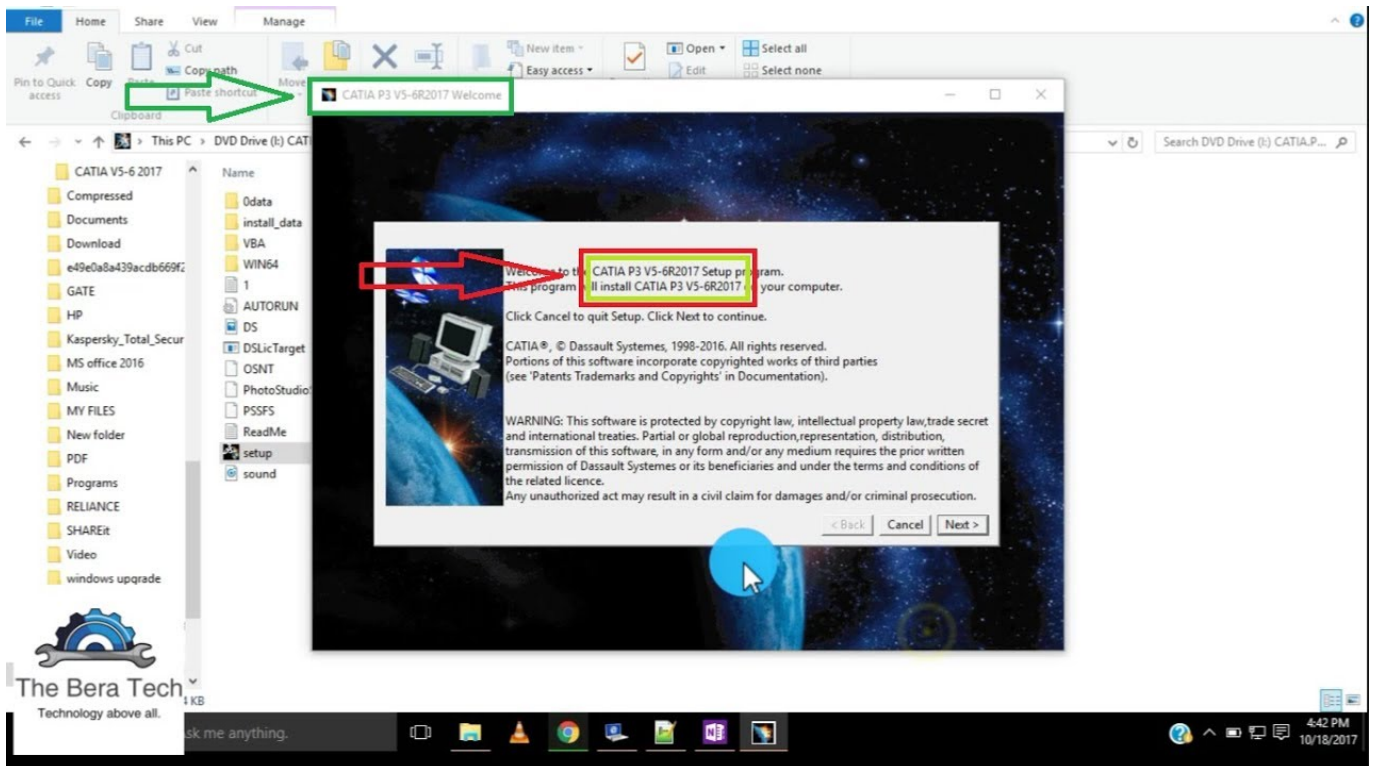 File Home Share View Manage
Cut
New item
Open
Select all
Copy path
Easy access
Edit
Select none
Pin to Quick access
Copy
Paste
Paste shortcut
Move
Clipboard
CATIA P3 V5-6R2017 Welcome
This PC > DVD Drive (I:) CATI
Search DVD Drive (I:) CATIA.P...
CATIA V5-6 2017
Compressed
Documents
Download
e49e0a8a439acdb669f2
GATE
HP
Kaspersky_Total_Secur
MS office 2016
Music
MY FILES
New folder
PDF
Programs
RELIANCE
SHAREit
Video
windows upgrade
Name
0data
install_data
VBA
WIN64
1
AUTORUN
DS
DSLicTarget
OSNT
PhotoStudio
PSSFS
ReadMe
setup
sound
Welcome to the CATIA P3 V5-6R2017 Setup program.
This program will install CATIA P3 V5-6R2017 on your computer.
Click Cancel to quit Setup. Click Next to continue.
CATIA®, © Dassault Systemes, 1998-2016. All rights reserved.
Portions of this software incorporate copyrighted works of third parties
(see 'Patents Trademarks and Copyrights' in Documentation).
WARNING: This software is protected by copyright law, intellectual property law,trade secret
and international treaties. Partial or global reproduction,representation, distribution,
transmission of this software, in any form and/or any medium requires the prior written
permission of Dassault Systemes or its beneficiaries and under the terms and conditions of
the related licence.
Any unauthorized act may result in a civil claim for damages and/or criminal prosecution.
< Back Cancel Next >
The Bera Tech
Technology above all.
4 KB
Ask me anything.
4:42 PM
10/18/2017